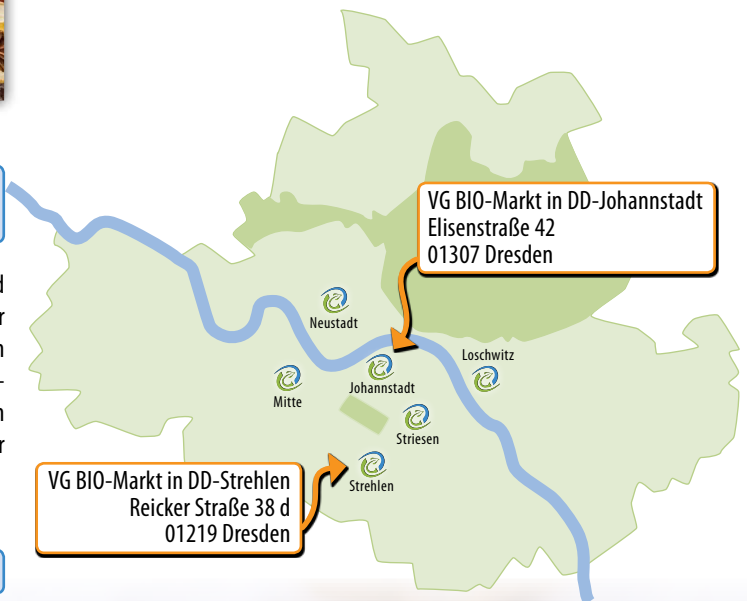 VG BIO-Markt in DD-Johannstadt
Elisenstraße 42
01307 Dresden
Neustadt
Loschwitz
Johannstadt
Mitte
Striesen
Strehlen
VG BIO-Markt in DD-Strehlen
Reicker Straße 38 d
01219 Dresden